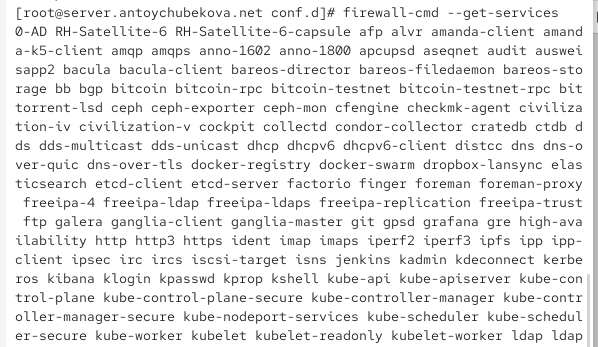 [root@server.antoychubekova.net conf.d]# firewall-cmd --get-services
0-AD RH-Satellite-6 RH-Satellite-6-capsule afp alvr amanda-client amand
a-k5-client amqp amqps anno-1602 anno-1800 apcupsd aseqnet audit auswei
sapp2 bacula bacula-client bareos-director bareos-filedaemon bareos-sto
rage bb bgp bitcoin bitcoin-rpc bitcoin-testnet bitcoin-testnet-rpc bit
torrent-lsd ceph ceph-exporter ceph-mon cfengine checkmk-agent civiliza
tion-iv civilization-v cockpit collectd condor-collector cratedb ctdb d
ds dds-multicast dds-unicast dhcp dhcpv6 dhcpv6-client distcc dns dns-o
ver-quic dns-over-tls docker-registry docker-swarm dropbox-lansync elas
ticsearch etcd-client etcd-server factorio finger foreman foreman-proxy
 freeipa-4 freeipa-ldap freeipa-ldaps freeipa-replication freeipa-trust
 ftp galera ganglia-client ganglia-master git gpsd grafana gre high-ava
ilability http http3 https ident imap imaps iperf2 iperf3 ipfs ipp ipp-
client ipsec irc ircs iscsi-target isns jenkins kadmin kdeconnect kerbe
ros kibana klogin kpasswd kprop kshell kube-api kube-apiserver kube-con
trol-plane kube-control-plane-secure kube-controller-manager kube-contr
oller-manager-secure kube-nodeport-services kube-scheduler kube-schedul
er-secure kube-worker kubelet kubelet-readonly kubelet-worker ldap ldap